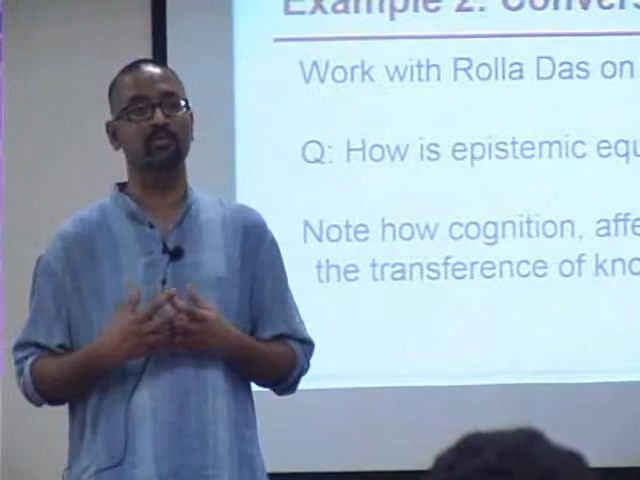 Example 2: Convers
Work with Rolla Das on
Q: How is epistemic equ
Note how cognition, affe
the transference of kno